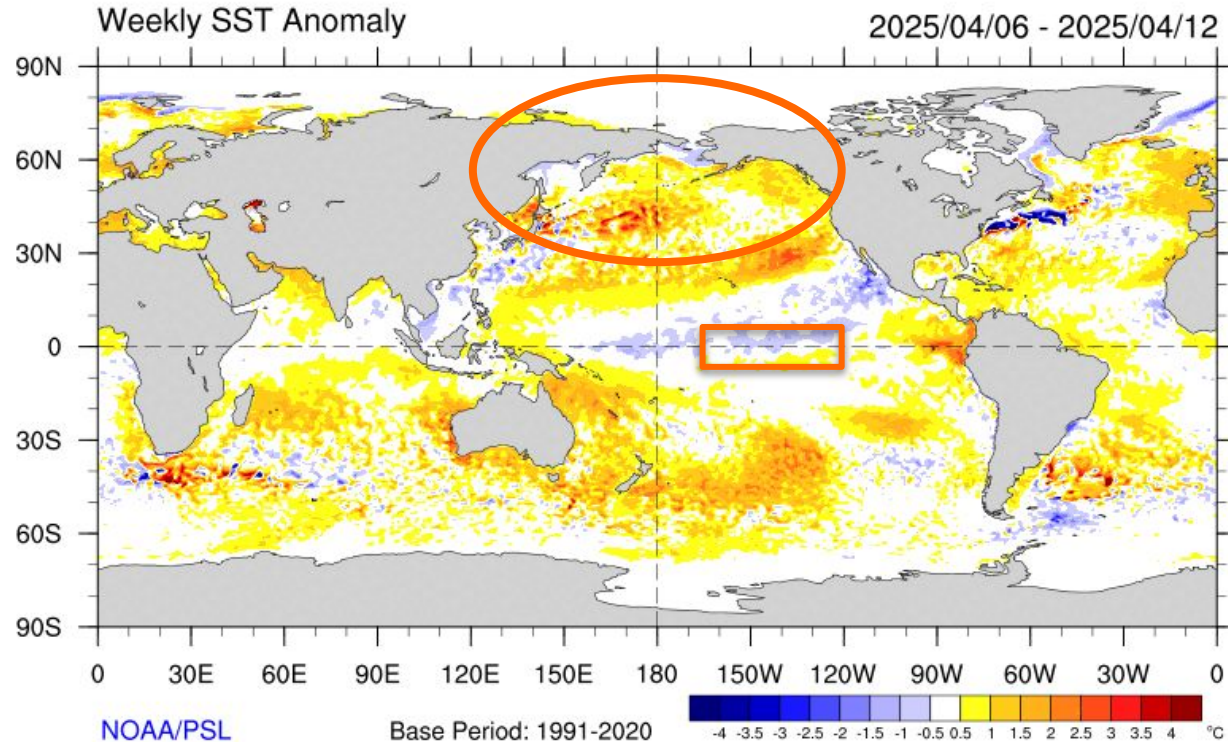 Weekly SST Anomaly 2025/04/06 - 2025/04/12
90N
60N
30N
0
30S
60S
90S
0 30E 60E 90E 120E 150E 180 150W 120W 90W 60W 30W 0
NOAA/PSL Base Period: 1991-2020
-4 -3.5 -3 -2.5 -2 -1.5 -1 -0.5 0.5 1 1.5 2 2.5 3 3.5 4 °C